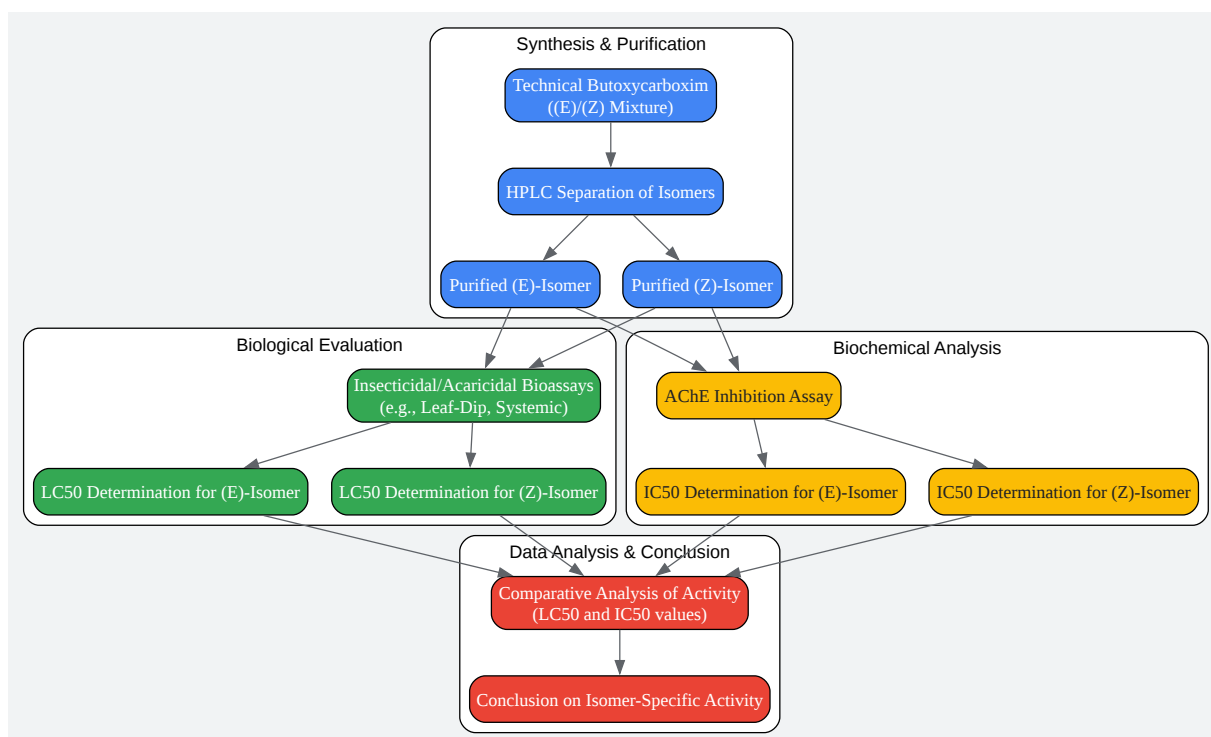 Synthesis & Purification
Technical Butoxycarboxim
((E)/(Z) Mixture)
HPLC Separation of Isomers
Purified (E)-Isomer
Purified (Z)-Isomer
Biological Evaluation
Insecticidal/Acaricidal Bioassays
(e.g., Leaf-Dip, Systemic)
LC50 Determination for (E)-Isomer
LC50 Determination for (Z)-Isomer
Biochemical Analysis
AChE Inhibition Assay
IC50 Determination for (E)-Isomer
IC50 Determination for (Z)-Isomer
Data Analysis & Conclusion
Comparative Analysis of Activity
(LC50 and IC50 values)
Conclusion on Isomer-Specific Activity